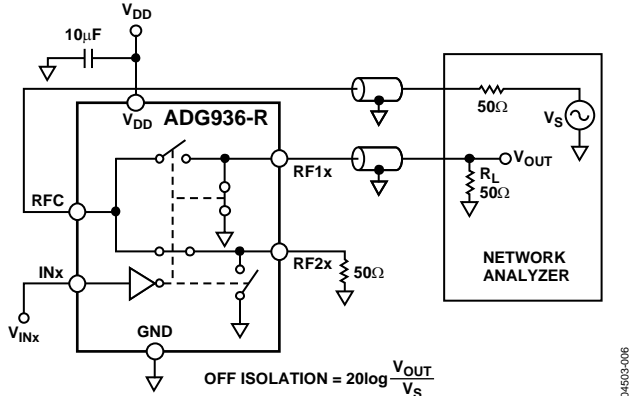 VDD
10μF
VDD
ADG936-R
RFC
RF1x
INx
RF2x
50Ω
VINx
GND
50Ω
VS
VOUT
RL
50Ω
NETWORK
ANALYZER
OFF ISOLATION = 20log VOUT
VS
04503-006